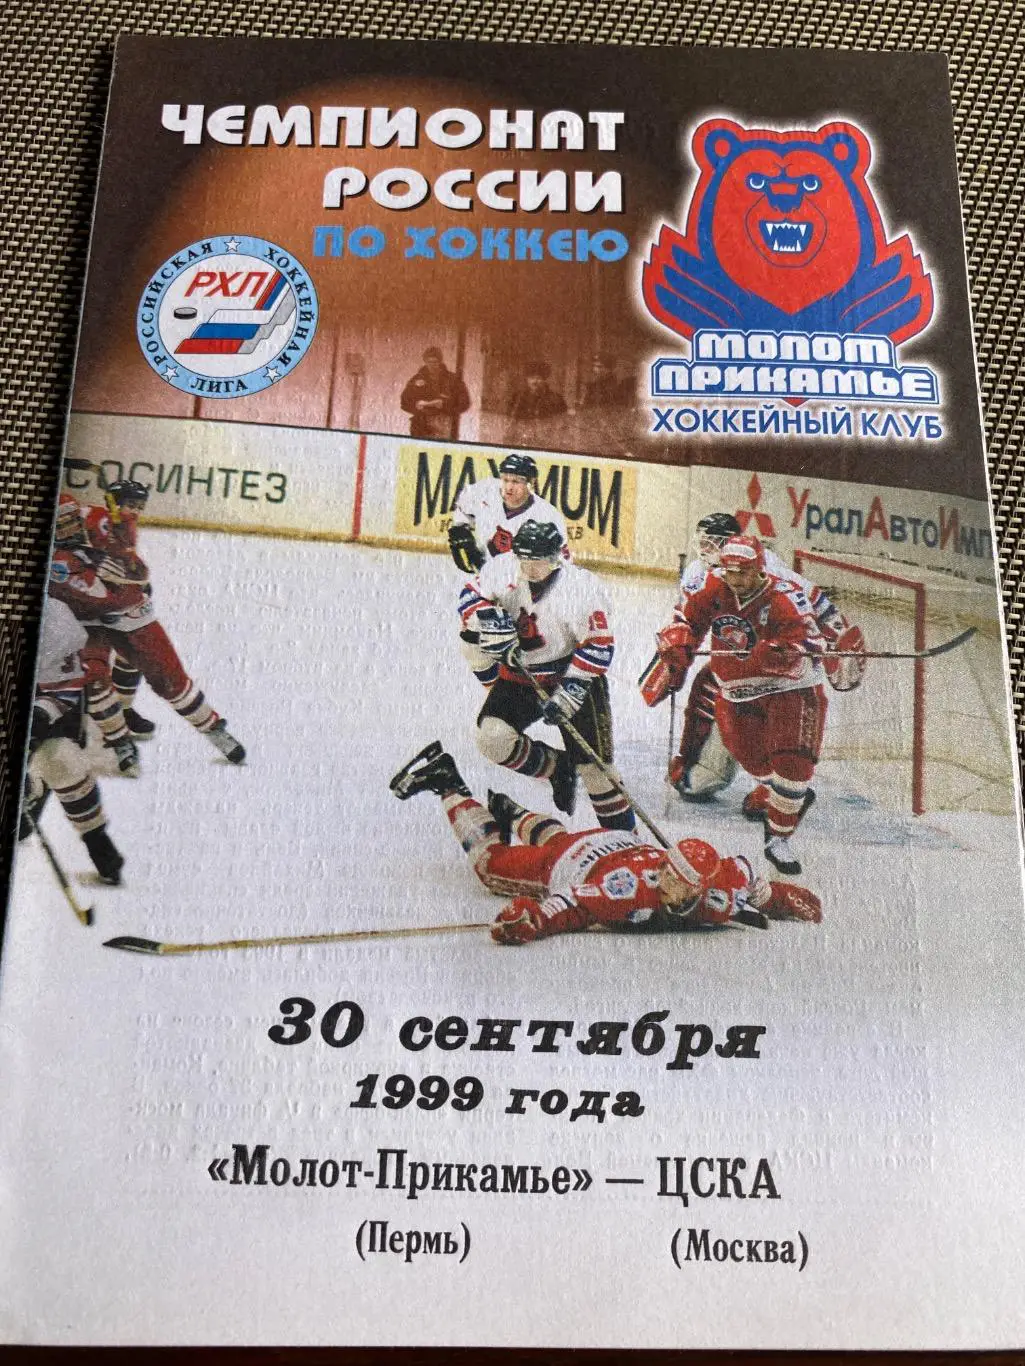 ЧЕМПИОНАТ
РОССИИ
ПО ХОККЕЮ
РОССИЙСКАЯ ХОККЕЙНАЯ ЛИГА
РХЛ
МОЛОТ
ПРИКАМЬЕ
ХОККЕЙНЫЙ КЛУБ
ОСИНТЕЗ
MAXIMUM
УралАвтоИмп
30 сентября
1999 года
«Молот-Прикамье» — ЦСКА
(Пермь) (Москва)